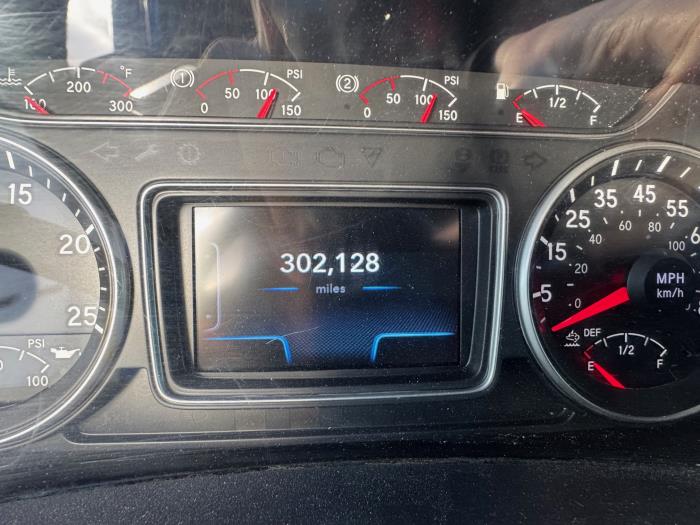 °F 200 100 300
1 PSI 0 50 100 150
2 PSI 0 50 100 150
1/2 E F
15 20 25
PSI 100
302,128
miles
5 15 25 35 45 55
0 20 40 60 80 100
MPH
km/h
DEF
1/2
E F